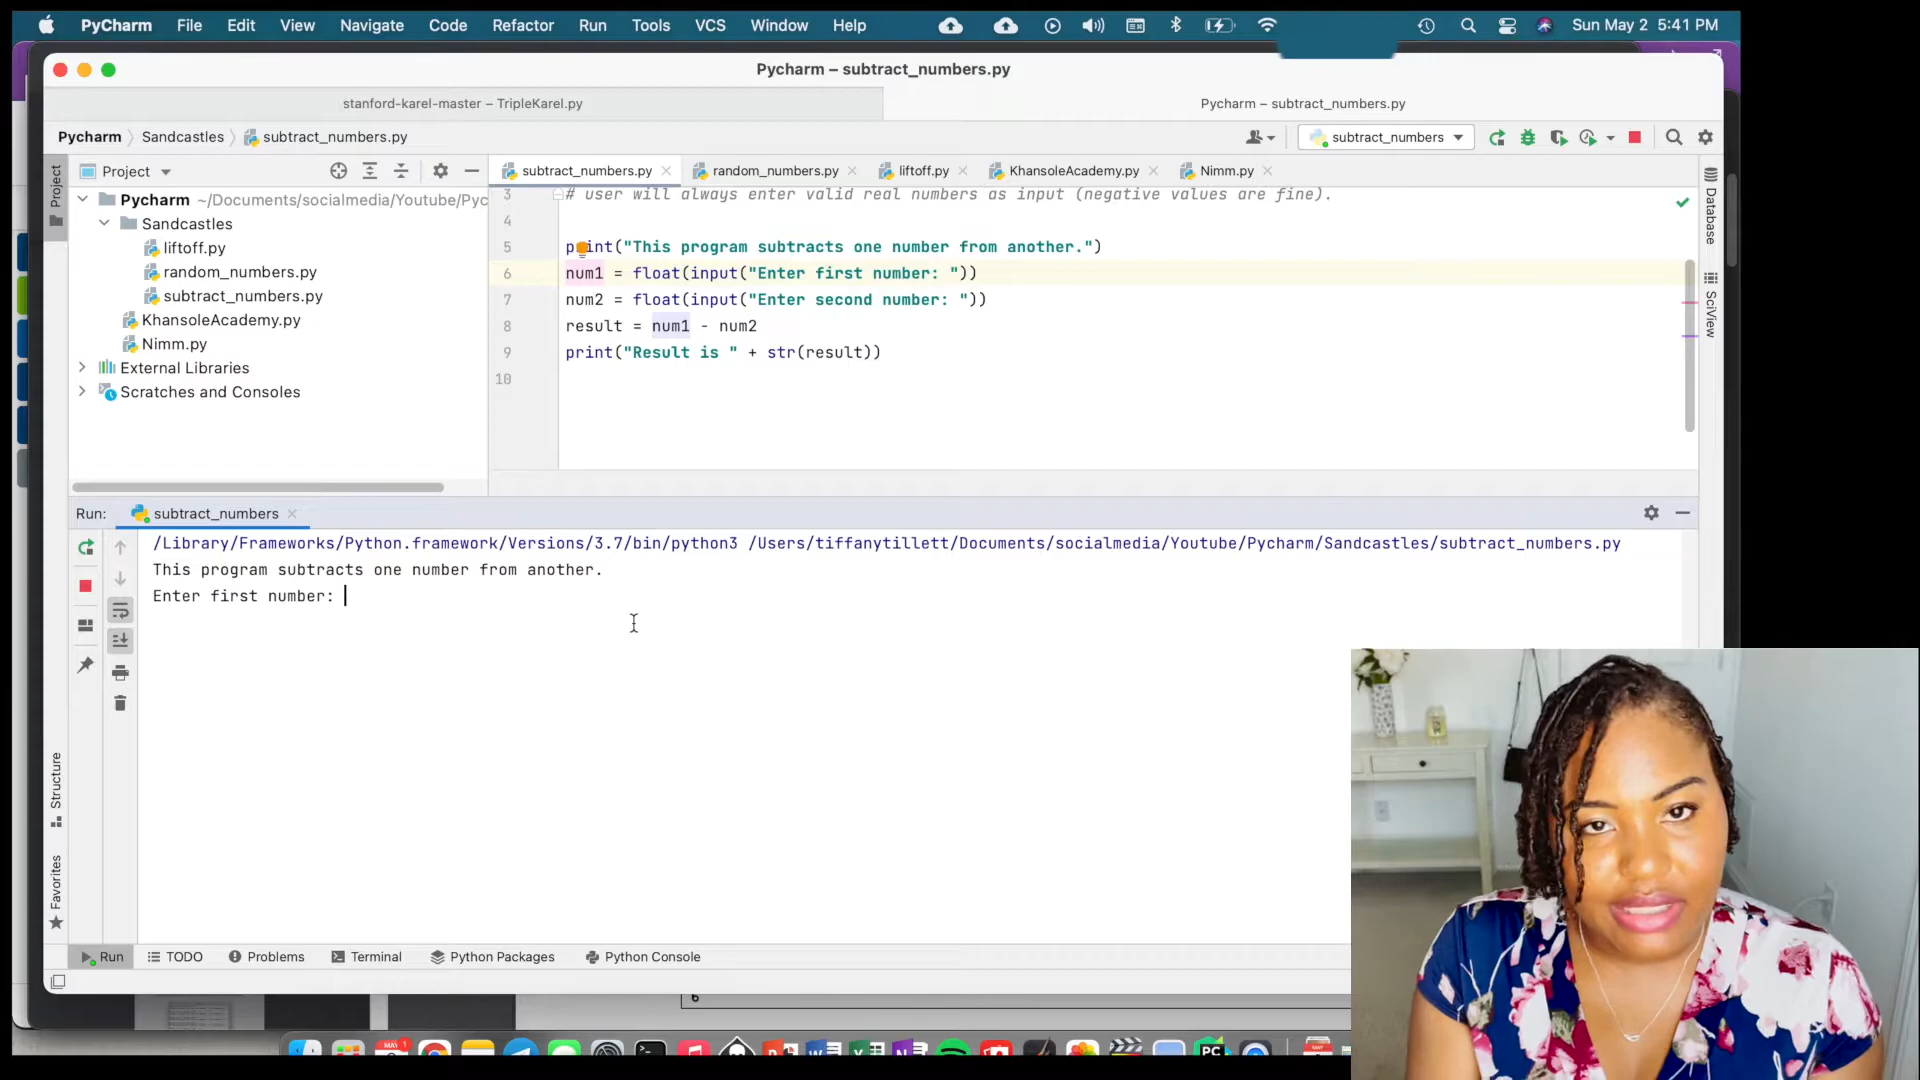 PyCharm File Edit View Navigate Code Refactor Run Tools VCS Window Help Sun May 2 5:41 PM
Pycharm – subtract_numbers.py
stanford-karel-master – TripleKarel.py Pycharm – subtract_numbers.py
Pycharm Sandcastles subtract_numbers.py subtract_numbers
Project subtract_numbers.py random_numbers.py liftoff.py KhansoleAcademy.py Nimm.py
Project
Pycharm ~/Documents/socialmedia/Youtube/Pyc
Sandcastles
liftoff.py
random_numbers.py
subtract_numbers.py
KhansoleAcademy.py
Nimm.py
External Libraries
Scratches and Consoles
3 # user will always enter valid real numbers as input (negative values are fine).
4
5 print("This program subtracts one number from another.")
6 num1 = float(input("Enter first number: "))
7 num2 = float(input("Enter second number: "))
8 result = num1 - num2
9 print("Result is " + str(result))
10
Database
SciView
Run: subtract_numbers
/Library/Frameworks/Python.framework/Versions/3.7/bin/python3 /Users/tiffanytillett/Documents/socialmedia/Youtube/Pycharm/Sandcastles/subtract_numbers.py
This program subtracts one number from another.
Enter first number:
Structure
Favorites
Run TODO Problems Terminal Python Packages Python Console
6
MAY 1
PC